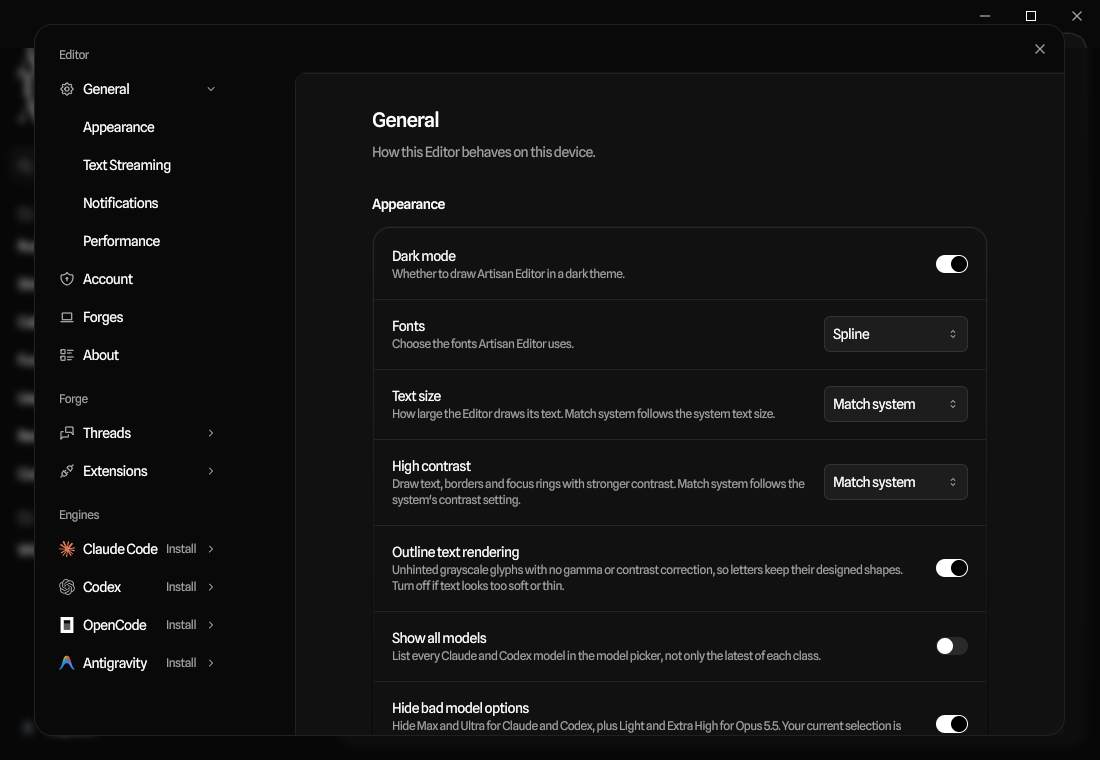 Editor
General
Appearance
Text Streaming
Notifications
Performance
Account
Forges
About
Forge
Threads
Extensions
Engines
Claude Code Install
Codex Install
OpenCode Install
Antigravity Install
General
How this Editor behaves on this device.
Appearance
Dark mode
Whether to draw Artisan Editor in a dark theme.
Fonts
Choose the fonts Artisan Editor uses.
Spline
Text size
How large the Editor draws its text. Match system follows the system text size.
Match system
High contrast
Draw text, borders and focus rings with stronger contrast. Match system follows the
system's contrast setting.
Match system
Outline text rendering
Unhinted grayscale glyphs with no gamma or contrast correction, so letters keep their designed shapes.
Turn off if text looks too soft or thin.
Show all models
List every Claude and Codex model in the model picker, not only the latest of each class.
Hide bad model options
Hide Max and Ultra for Claude and Codex, plus Light and Extra High for Opus 5.5. Your current selection is